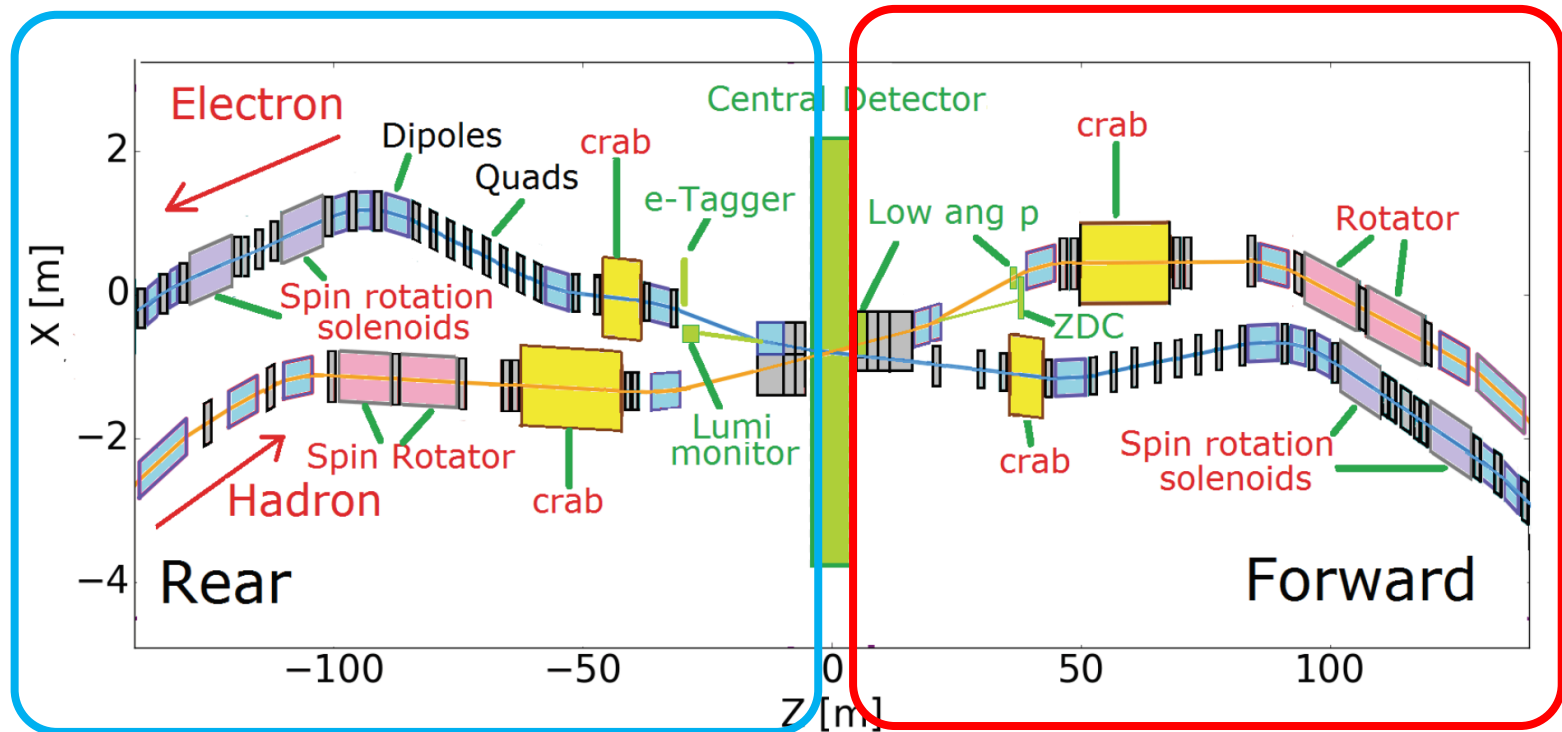 Electron
Central Detector
Dipoles
crab
crab
2
Quads
e-Tagger
Low ang p
Rotator
X [m]
0
Spin rotation
solenoids
ZDC
−2
Lumi
monitor
Spin Rotator
crab
Spin rotation
solenoids
Hadron
crab
−4
Rear
Forward
−100
−50
0
50
100
Z [m]